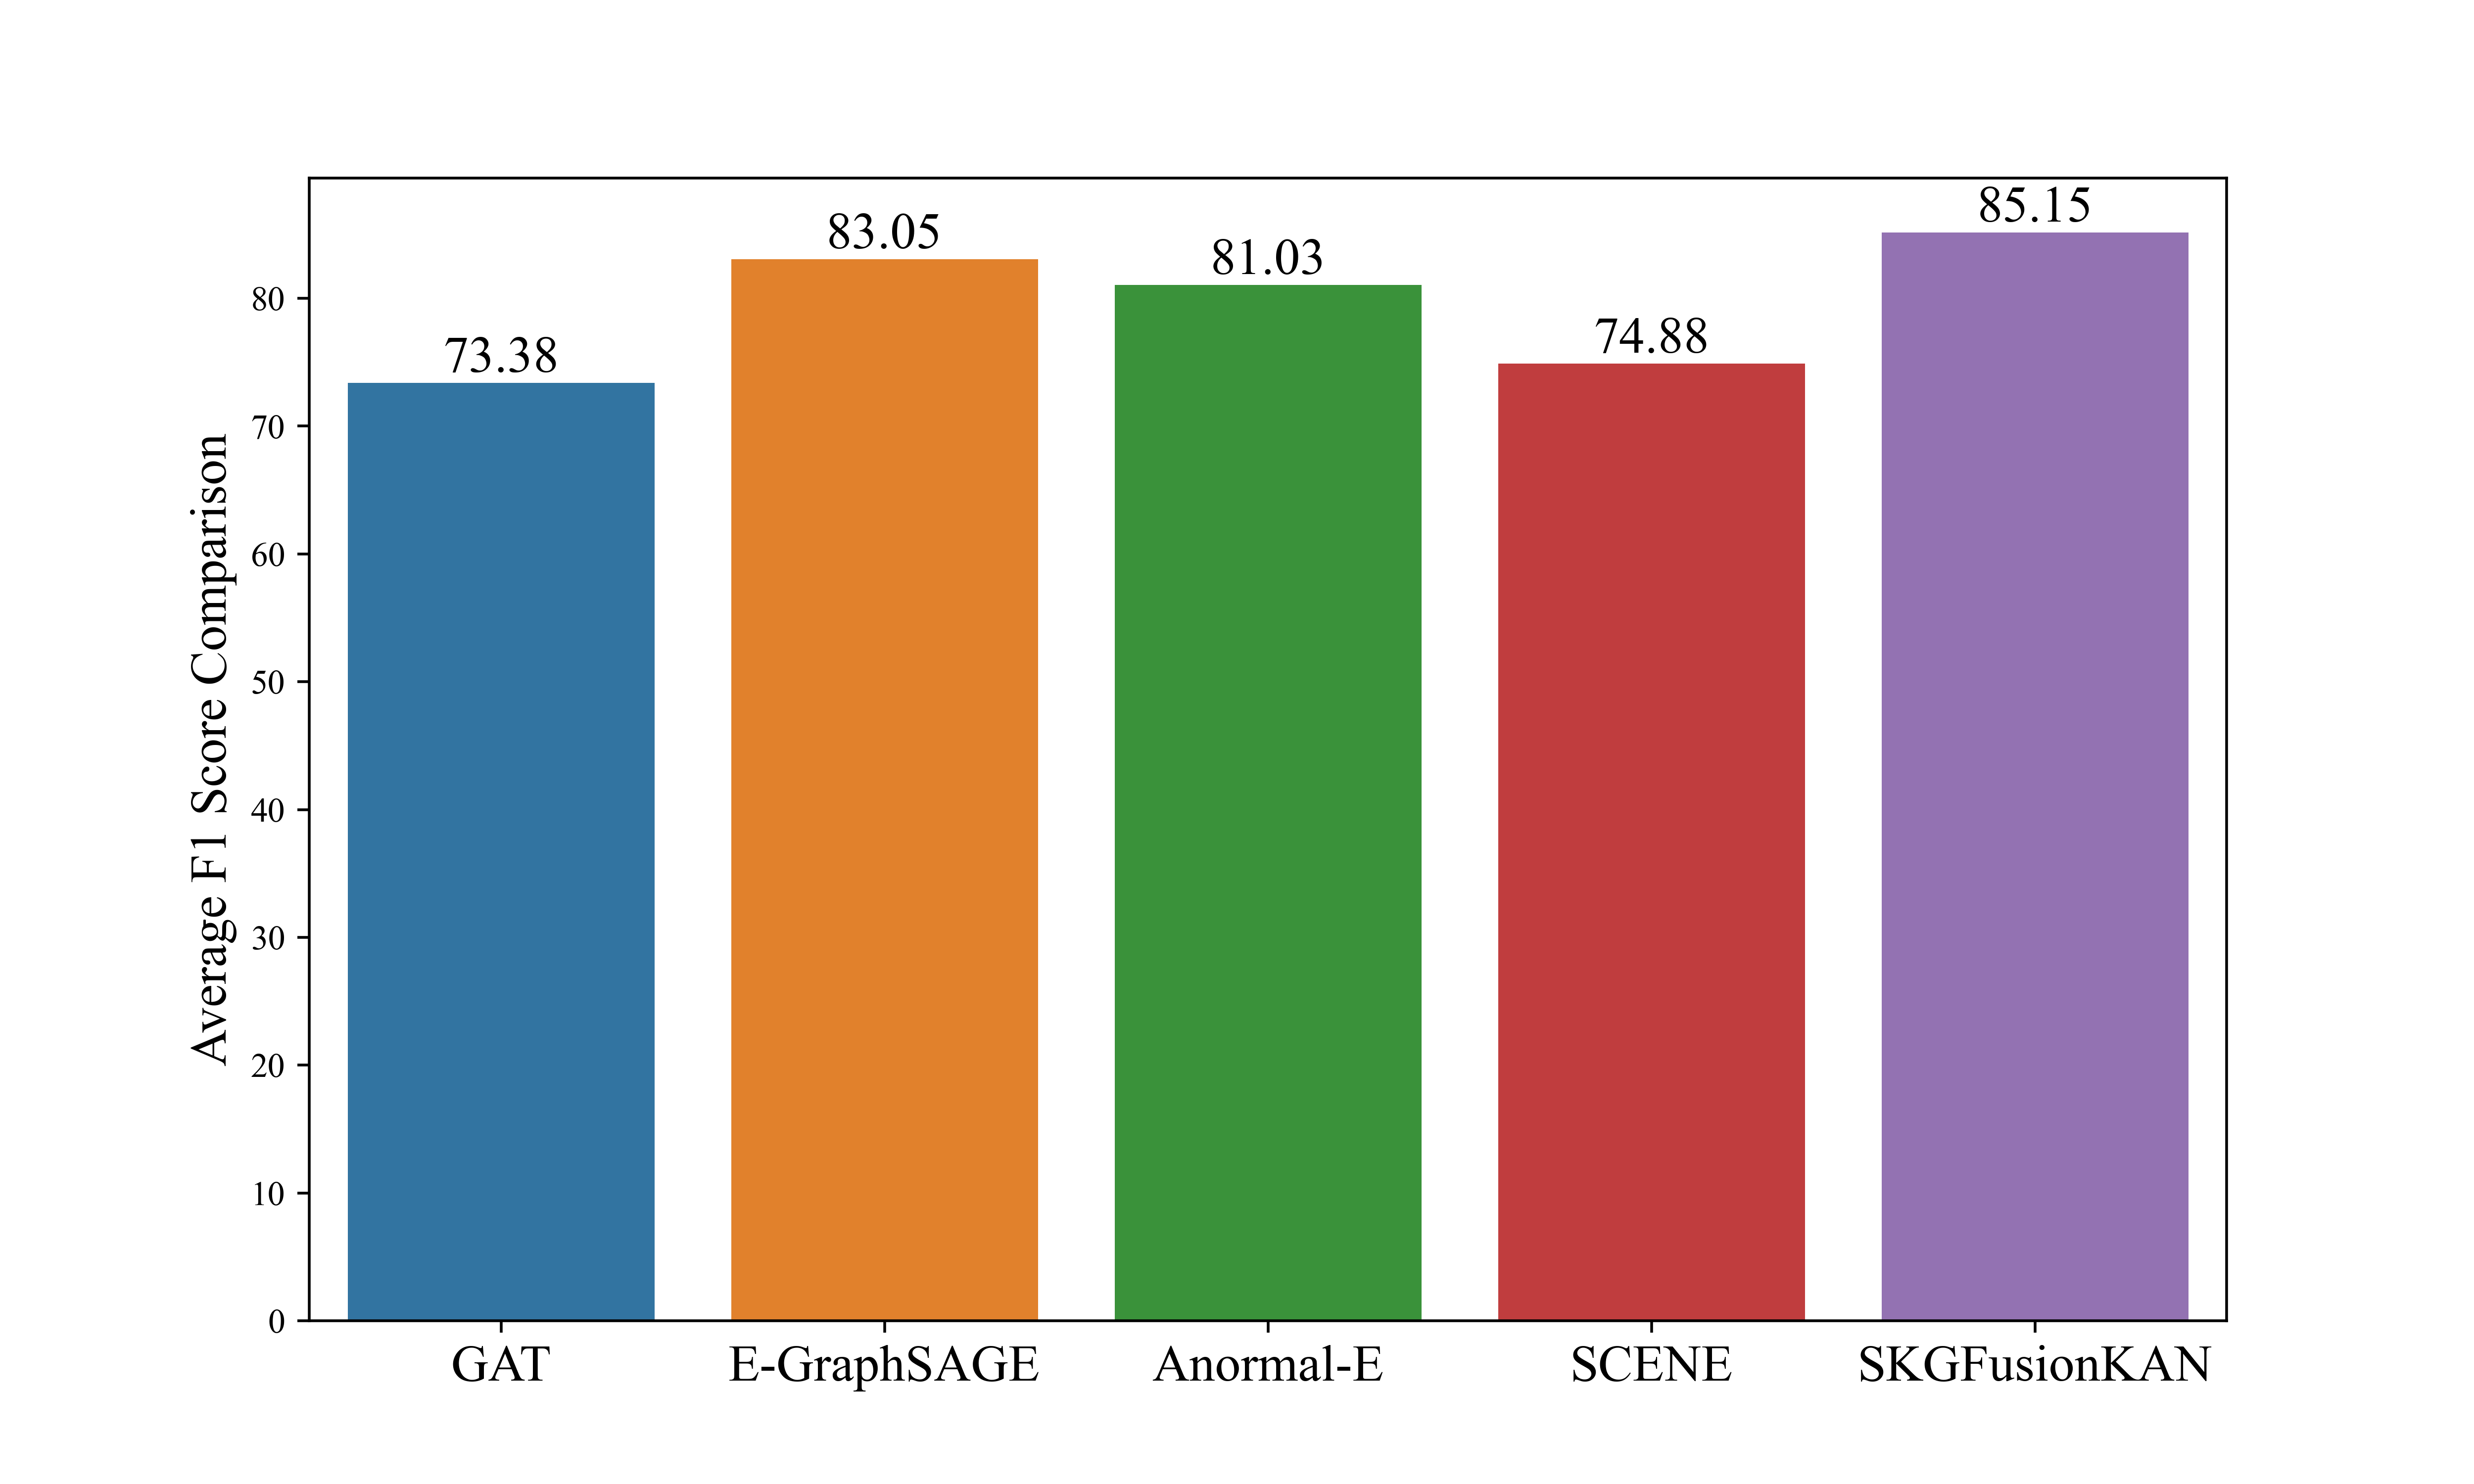 Average F1 Score Comparison
80
70
60
50
40
30
20
10
0
73.38
83.05
81.03
74.88
85.15
GAT
E-GraphSAGE
Anormal-E
SCENE
SKGFusionKAN